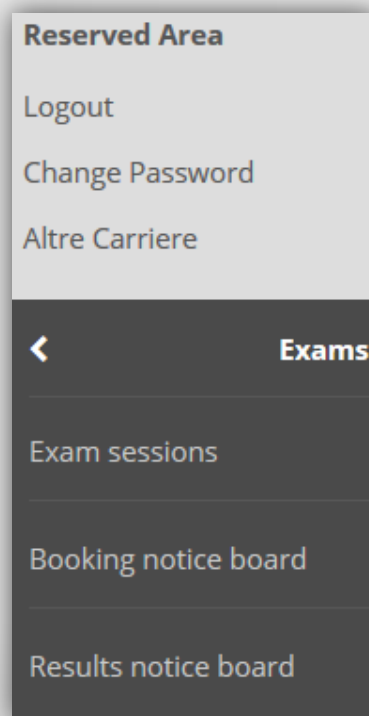 Reserved Area
Logout
Change Password
Altre Carriere
Exams
Exam sessions
Booking notice board
Results notice board